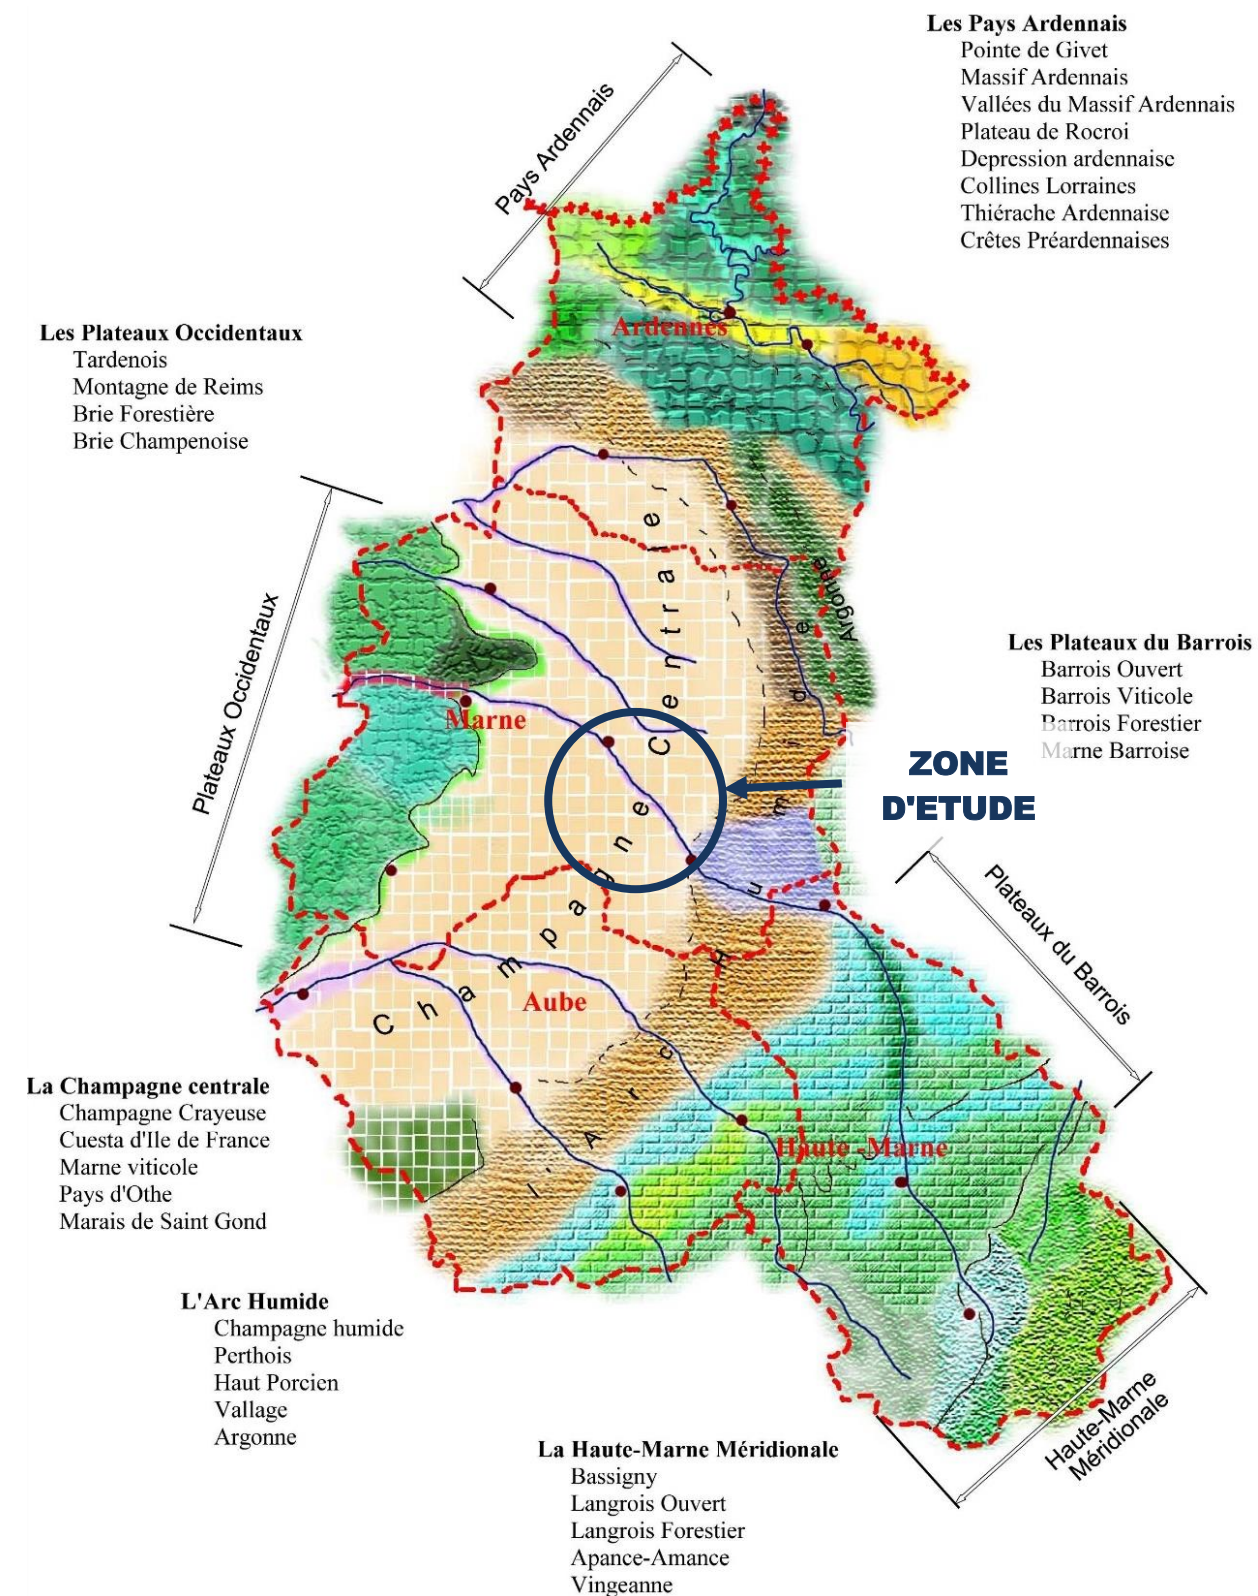 Les Pays Ardennais
Pointe de Givet
Massif Ardennais
Vallées du Massif Ardennais
Plateau de Rocroi
Depression ardennaise
Collines Lorraines
Thiérache Ardennaise
Crêtes Préardennaises
Pays Ardennais
Ardennes
Les Plateaux Occidentaux
Tardenois
Montagne de Reims
Brie Forestière
Brie Champenoise
Plateaux Occidentaux
Argonne
Les Plateaux du Barrois
Barrois Ouvert
Barrois Viticole
Barrois Forestier
Marne Barroise
Marne
ZONE
D'ETUDE
Champagne Centrale
Plateaux du Barrois
Aube
L'Arc Humide
La Champagne centrale
Champagne Crayeuse
Cuesta d'Ile de France
Marne viticole
Pays d'Othe
Marais de Saint Gond
Haute -Marne
L'Arc Humide
Champagne humide
Perthois
Haut Porcien
Vallage
Argonne
Haute-Marne
Méridionale
La Haute-Marne Méridionale
Bassigny
Langrois Ouvert
Langrois Forestier
Apance-Amance
Vingeanne